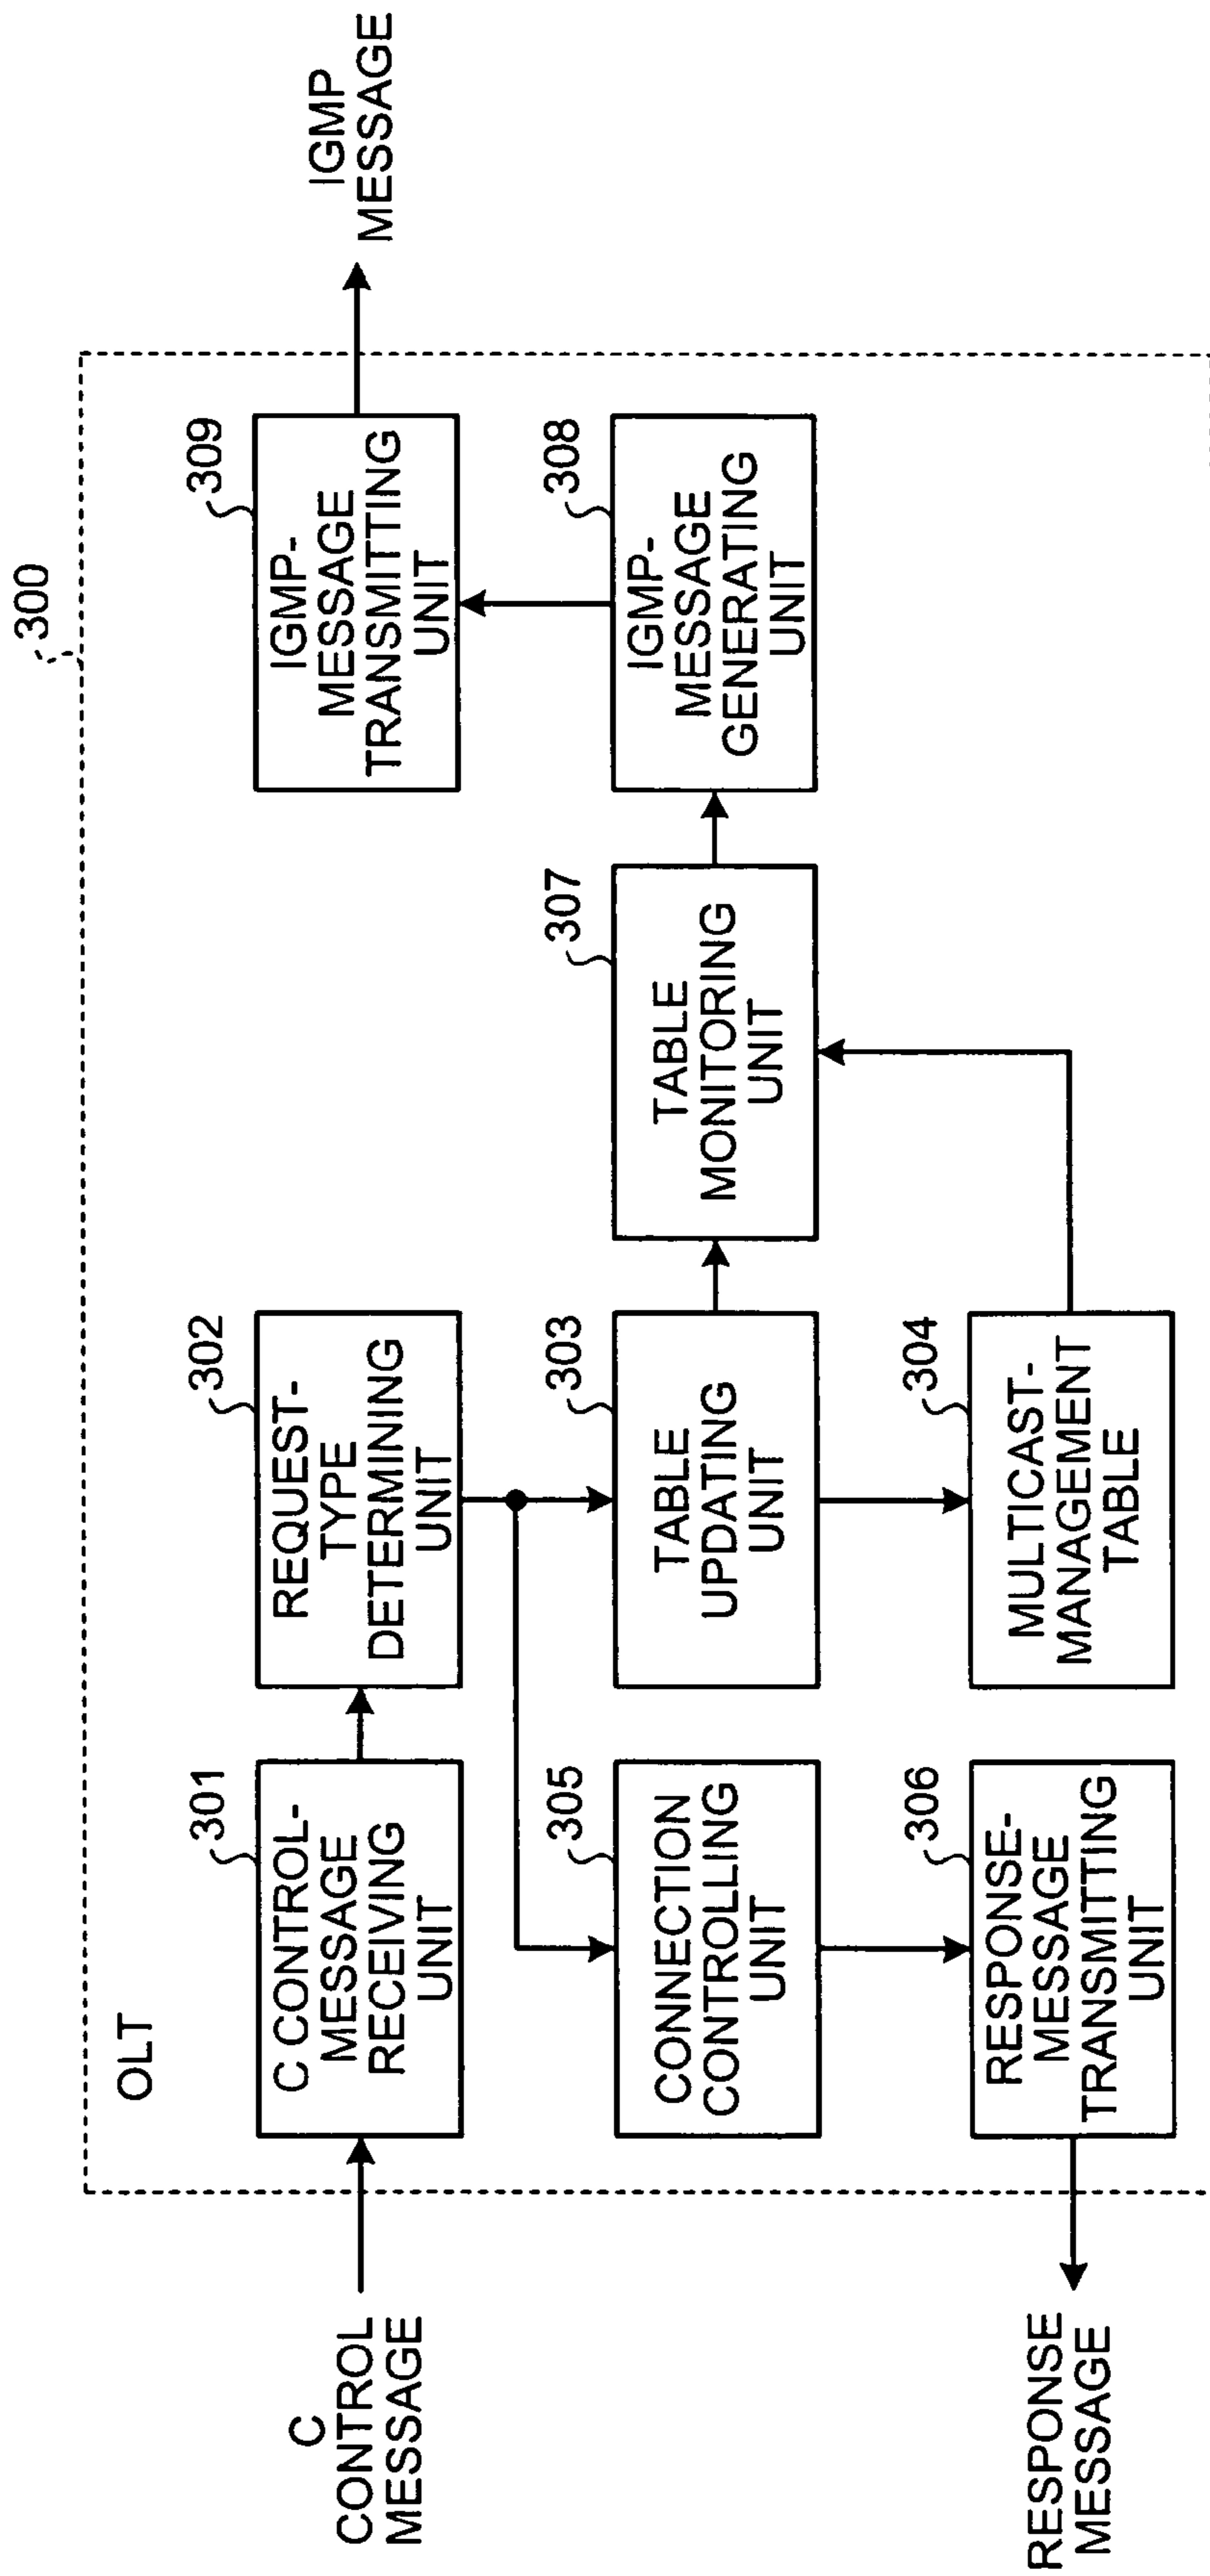 300
OLT
C
CONTROL
MESSAGE
301
C CONTROL-
MESSAGE
RECEIVING
UNIT
302
REQUEST-
TYPE
DETERMINING
UNIT
309
IGMP-
MESSAGE
TRANSMITTING
UNIT
IGMP
MESSAGE
305
CONNECTION
CONTROLLING
UNIT
303
TABLE
UPDATING
UNIT
307
TABLE
MONITORING
UNIT
308
IGMP-
MESSAGE
GENERATING
UNIT
RESPONSE
MESSAGE
306
RESPONSE-
MESSAGE
TRANSMITTING
UNIT
304
MULTICAST-
MANAGEMENT
TABLE